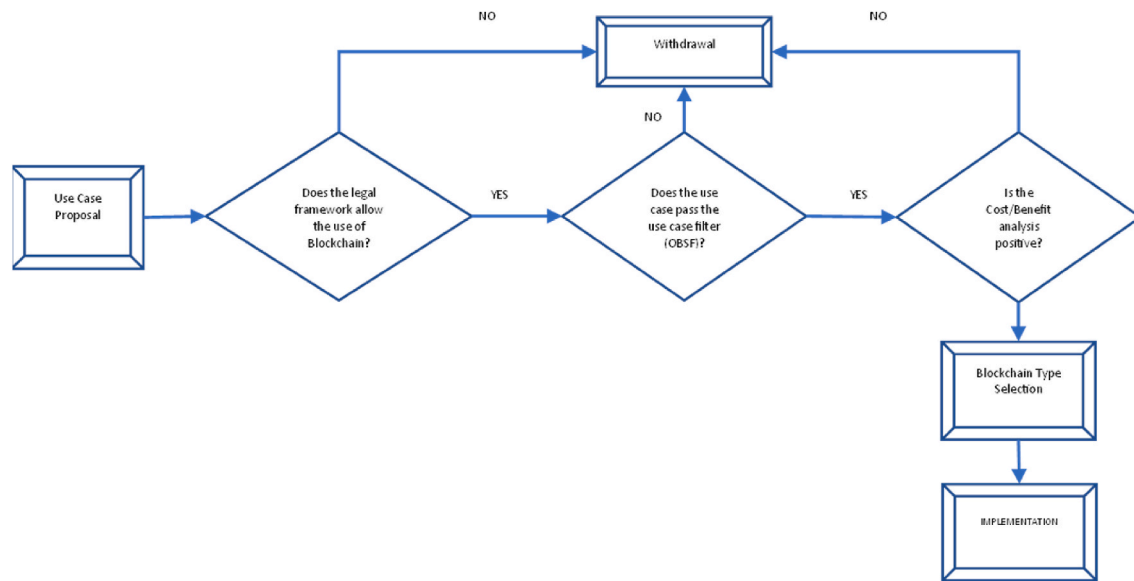 NO
NO
Withdrawal
NO
Use Case
Proposal
Does the legal
framework allow
the use of
Blockchain?
YES
Does the use
case pass the
use case filter
(OBSF)?
YES
Is the
Cost/Benefit
analysis
positive?
Blockchain Type
Selection
IMPLEMENTATION